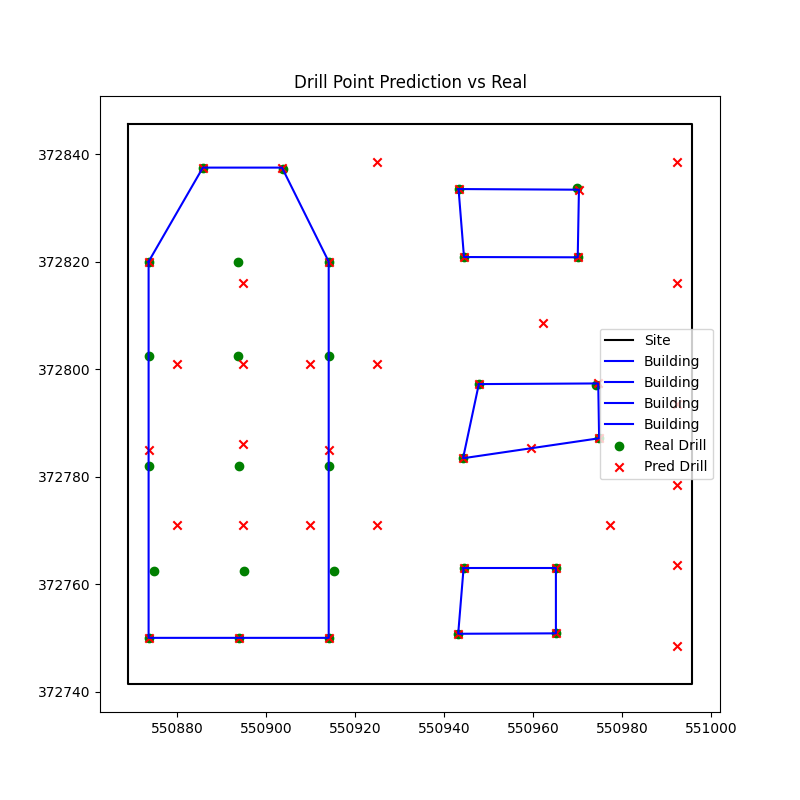 Drill Point Prediction vs Real
372840
372820
372800
372780
372760
372740
Site
Building
Building
Building
Building
Real Drill
Pred Drill
550880 550900 550920 550940 550960 550980 551000